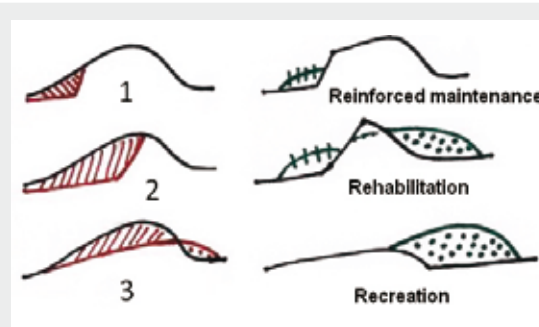 1
Reinforced maintenance
2
Rehabilitation
3
Recreation